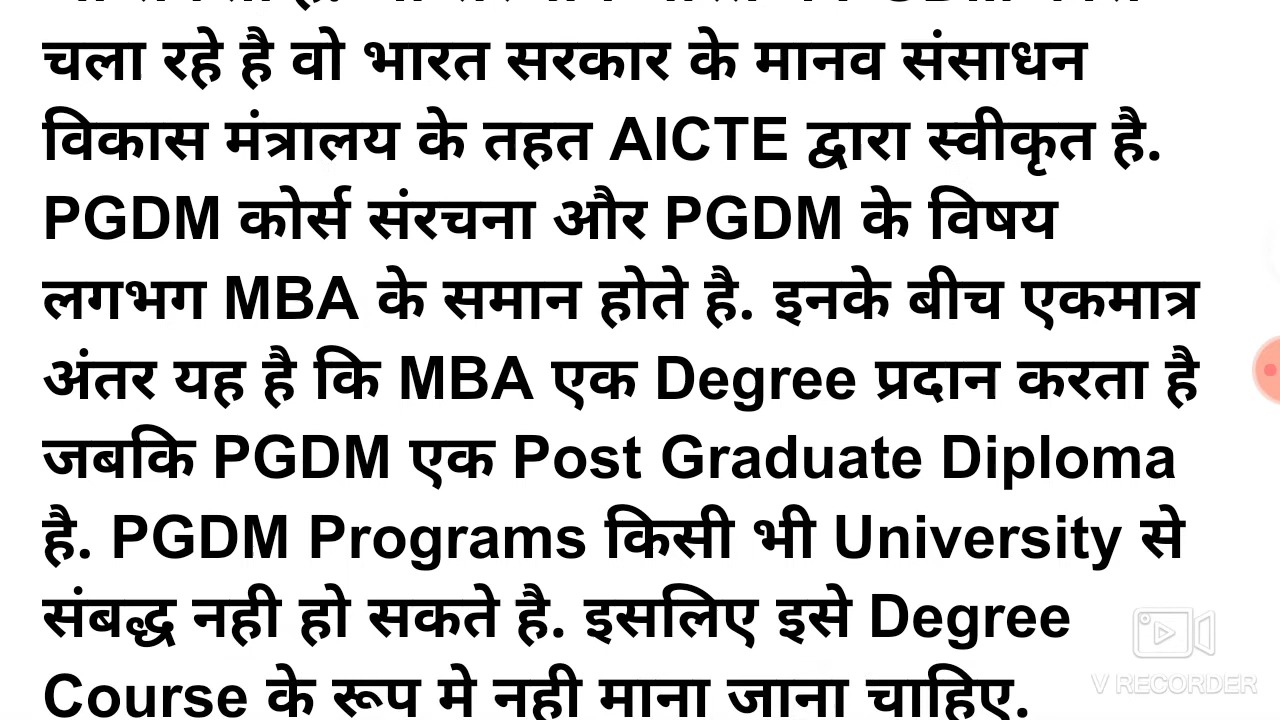 चला रहे है वो भारत सरकार के मानव संसाधन
विकास मंत्रालय के तहत AICTE द्वारा स्वीकृत है.
PGDM कोर्स संरचना और PGDM के विषय
लगभग MBA के समान होते है. इनके बीच एकमात्र
अंतर यह है कि MBA एक Degree प्रदान करता है
जबकि PGDM एक Post Graduate Diploma
है. PGDM Programs किसी भी University से
संबद्ध नही हो सकते है. इसलिए इसे Degree
Course के रूप मे नही माना जाना चाहिए.
V RECORDER